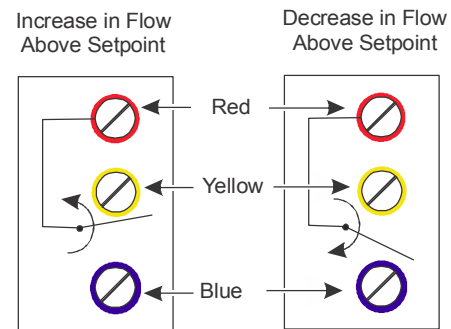 Increase in Flow
Above Setpoint
Decrease in Flow
Above Setpoint
Red
Yellow
Blue